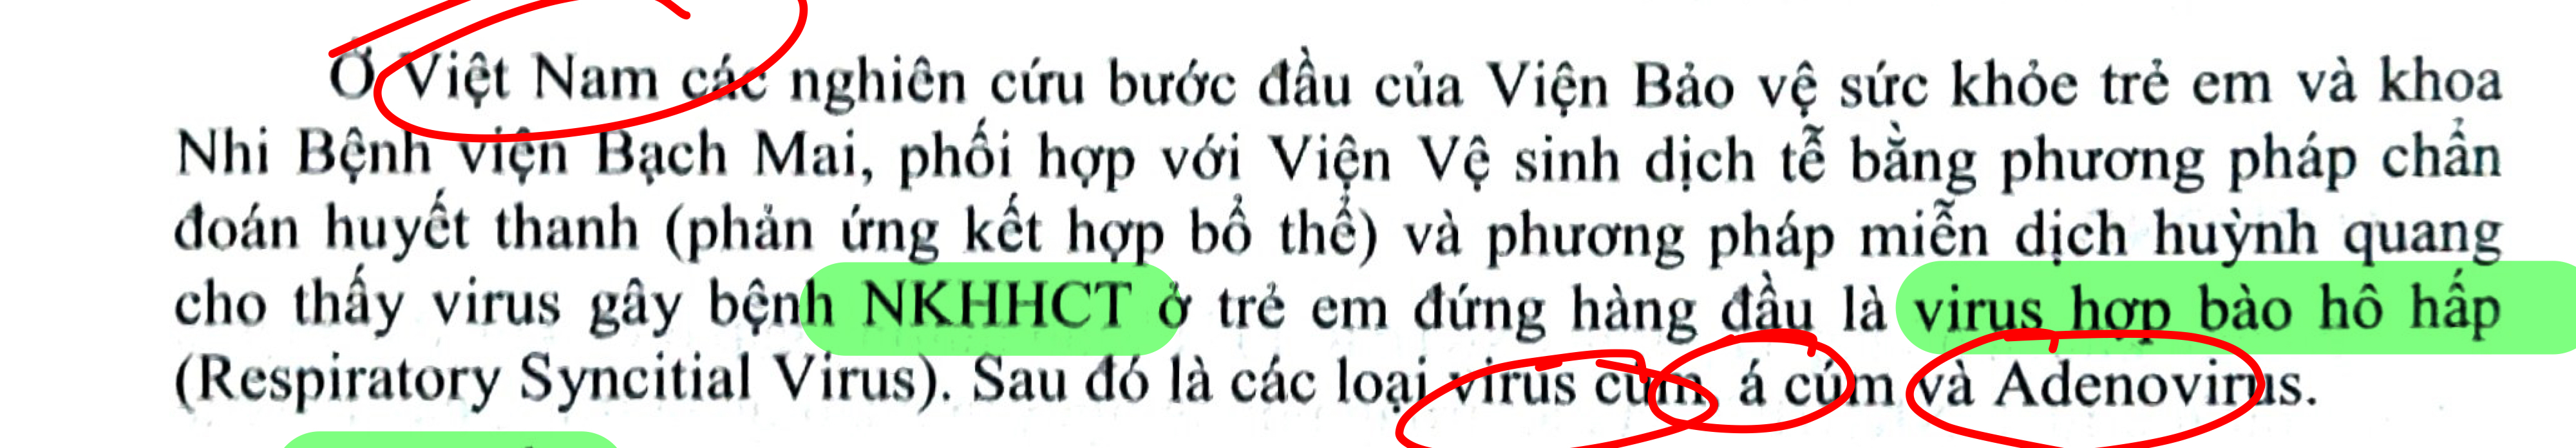 Ở Việt Nam các nghiên cứu bước đầu của Viện Bảo vệ sức khỏe trẻ em và khoa
Nhi Bệnh viện Bạch Mai, phối hợp với Viện Vệ sinh dịch tễ bằng phương pháp chẩn
đoán huyết thanh (phản ứng kết hợp bổ thể) và phương pháp miễn dịch huỳnh quang
cho thấy virus gây bệnh NKHHCT ở trẻ em đứng hàng đầu là virus hợp bào hô hấp
(Respiratory Syncitial Virus). Sau đó là các loại virus cúm, á cúm và Adenovirus.